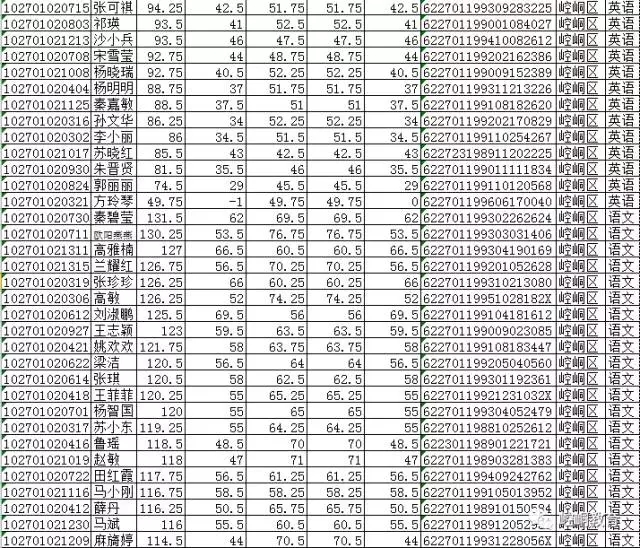 102701020715 张可祺 94.25 42.5 51.75 51.75 42.5 622701199309283225 崆峒区 英语
102701020803 祁瑛 93.5 41 52.5 52.5 41 622701199001084027 崆峒区 英语
102701021213 沙小兵 93.5 46 47.5 47.5 46 622701199410082612 崆峒区 英语
102701020708 宋雪莹 92.75 44 48.75 48.75 44 622701199202162386 崆峒区 英语
102701021008 杨晓瑞 92.75 40.5 52.25 52.25 40.5 622701199009152389 崆峒区 英语
102701020404 杨明明 88.75 37 51.75 51.75 37 622701199311213226 崆峒区 英语
102701021125 秦嘉敏 88.5 37.5 51 51 37.5 622701199108182620 崆峒区 英语
102701020316 孙文华 86.25 34 52.25 52.25 34 622701199202170829 崆峒区 英语
102701020302 李小丽 86 34.5 51.5 51.5 34.5 622701199110254267 崆峒区 英语
102701021017 苏晓红 85.5 43 42.5 42.5 43 622723198911202225 崆峒区 英语
102701020930 朱晋贤 81.5 35.5 46 46 35.5 622701199011111834 崆峒区 英语
102701020824 郭丽丽 74.5 29 45.5 45.5 29 622701199110120568 崆峒区 英语
102701020321 方玲琴 49.75 -1 49.75 49.75 0 622701199606170040 崆峒区 英语
102701020730 秦碧莹 131.5 62 69.5 69.5 62 622701199302262624 崆峒区 语文
102701020711 欧阳燕燕 130.25 53.5 76.75 76.75 53.5 622701199303031406 崆峒区 语文
102701021311 高雅楠 127 66.5 60.5 60.5 66.5 622701199304190169 崆峒区 语文
102701021315 兰耀红 126.75 56.5 70.25 70.25 56.5 622701199201052628 崆峒区 语文
102701020319 张珍珍 126.25 66 60.25 60.25 66 622701199310213080 崆峒区 语文
102701020306 高敏 126.25 52 74.25 74.25 52 62270119951028182X 崆峒区 语文
102701020612 刘淑鹏 125.5 69.5 56 56 69.5 622701199104181612 崆峒区 语文
102701020927 王志颖 123 59.5 63.5 63.5 59.5 622701199009023085 崆峒区 语文
102701020421 姚欢欢 121.75 58 63.75 63.75 58 622701199108183447 崆峒区 语文
102701020622 梁洁 120.5 56.5 64 64 56.5 622701199205040560 崆峒区 语文
102701020614 张琪 120.5 58 62.5 62.5 58 622701199301192361 崆峒区 语文
102701020418 王菲菲 120.25 55 65.25 65.25 55 62270119921231032X 崆峒区 语文
102701020701 杨智国 120 55 65 65 55 622701199304052479 崆峒区 语文
102701020317 苏小东 119.25 55 64.25 64.25 55 622701198810252612 崆峒区 语文
102701020416 鲁瑶 118.5 48.5 70 70 48.5 622301198901221721 崆峒区 语文
102701021019 赵敏 118 47 71 71 47 622701198903281383 崆峒区 语文
102701020722 田红霞 117.75 56.5 61.25 61.25 56.5 622701199409242762 崆峒区 语文
102701021116 马小刚 116.75 58.5 58.25 58.25 58.5 622701199105013952 崆峒区 语文
102701020412 薛丹 116.5 50.5 66 66 50.5 崆峒区 语文
102701021230 马斌 116 55.5 60.5 60.5 55.5 崆峒区 语文
102701021209 麻旖婷 114.5 44 70.5 70.5 44 62270119931228056X 崆峒区 语文
崆峒教育